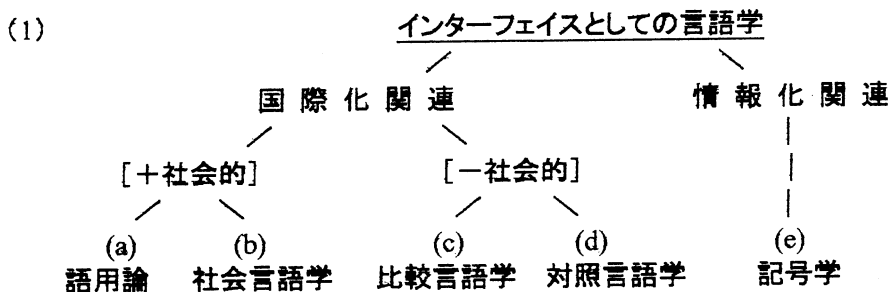 (1) インターフェイスとしての言語学
国際化関連 情報化関連
[＋社会的] [－社会的]
(a) (b) (c) (d) (e)
語用論 社会言語学 比較言語学 対照言語学 記号学